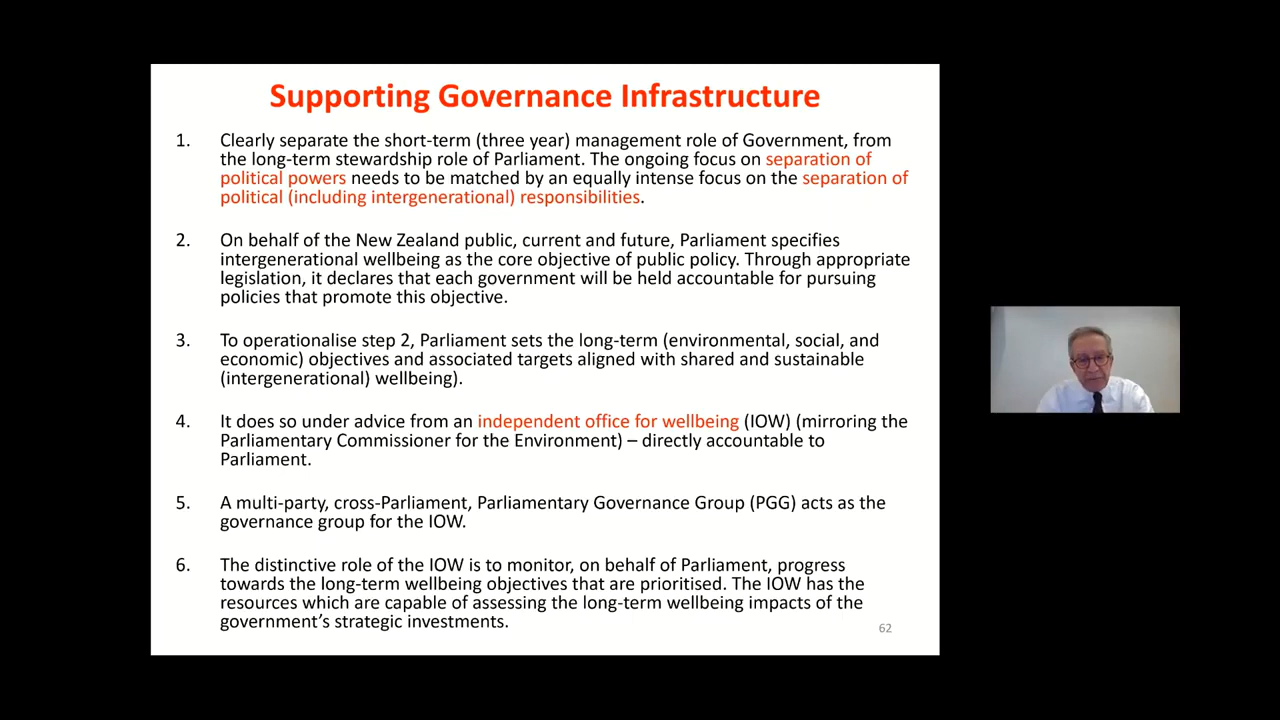 Supporting Governance Infrastructure
1. Clearly separate the short-term (three year) management role of Government, from
the long-term stewardship role of Parliament. The ongoing focus on separation of
political powers needs to be matched by an equally intense focus on the separation of
political (including intergenerational) responsibilities.
2. On behalf of the New Zealand public, current and future, Parliament specifies
intergenerational wellbeing as the core objective of public policy. Through appropriate
legislation, it declares that each government will be held accountable for pursuing
policies that promote this objective.
3. To operationalise step 2, Parliament sets the long-term (environmental, social, and
economic) objectives and associated targets aligned with shared and sustainable
(intergenerational) wellbeing).
4. It does so under advice from an independent office for wellbeing (IOW) (mirroring the
Parliamentary Commissioner for the Environment) – directly accountable to
Parliament.
5. A multi-party, cross-Parliament, Parliamentary Governance Group (PGG) acts as the
governance group for the IOW.
6. The distinctive role of the IOW is to monitor, on behalf of Parliament, progress
towards the long-term wellbeing objectives that are prioritised. The IOW has the
resources which are capable of assessing the long-term wellbeing impacts of the
government’s strategic investments.
62